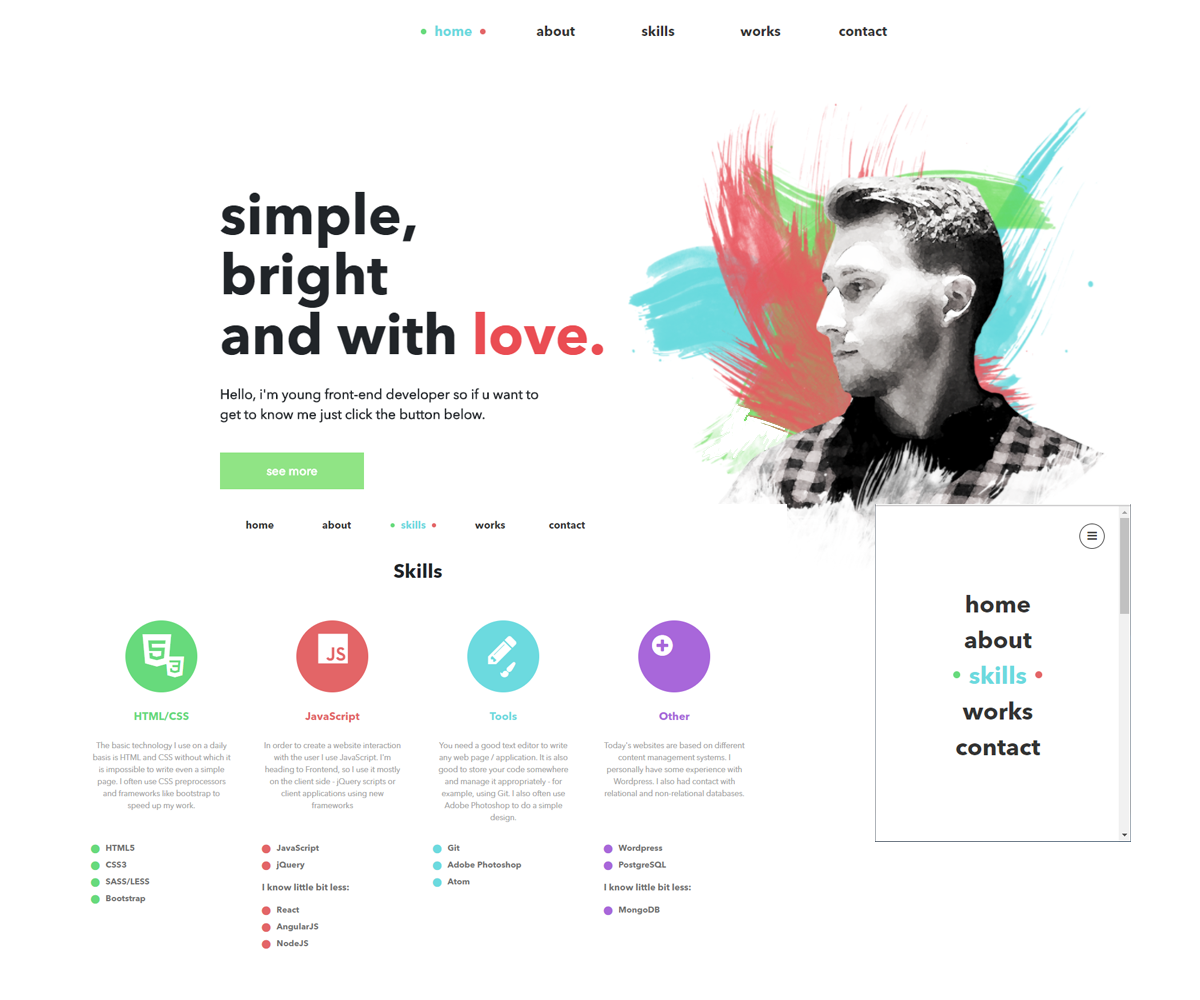 home about skills works contact
simple,
bright
and with love.
Hello, i'm young front-end developer so if u want to
get to know me just click the button below.
see more
home about skills works contact
Skills
5
3
JS
HTML/CSS
The basic technology I use on a daily
basis is HTML and CSS without which it
is impossible to write even a simple
page. I often use CSS preprocessors
and frameworks like bootstrap to
speed up my work.
HTML5
CSS3
SASS/LESS
Bootstrap
JavaScript
In order to create a website interaction
with the user I use JavaScript. I'm
heading to Frontend, so I use it mostly
on the client side - jQuery scripts or
client applications using new
frameworks
JavaScript
jQuery
I know little bit less:
React
AngularJS
NodeJS
Tools
You need a good text editor to write
any web page / application. It is also
good to store your code somewhere
and manage it appropriately - for
example, using Git. I also often use
Adobe Photoshop to do a simple
design.
Git
Adobe Photoshop
Atom
Other
Today's websites are based on different
content management systems. I
personally have some experience with
Wordpress. I also had contact with
relational and non-relational databases.
Wordpress
PostgreSQL
I know little bit less:
MongoDB
home
about
skills
works
contact